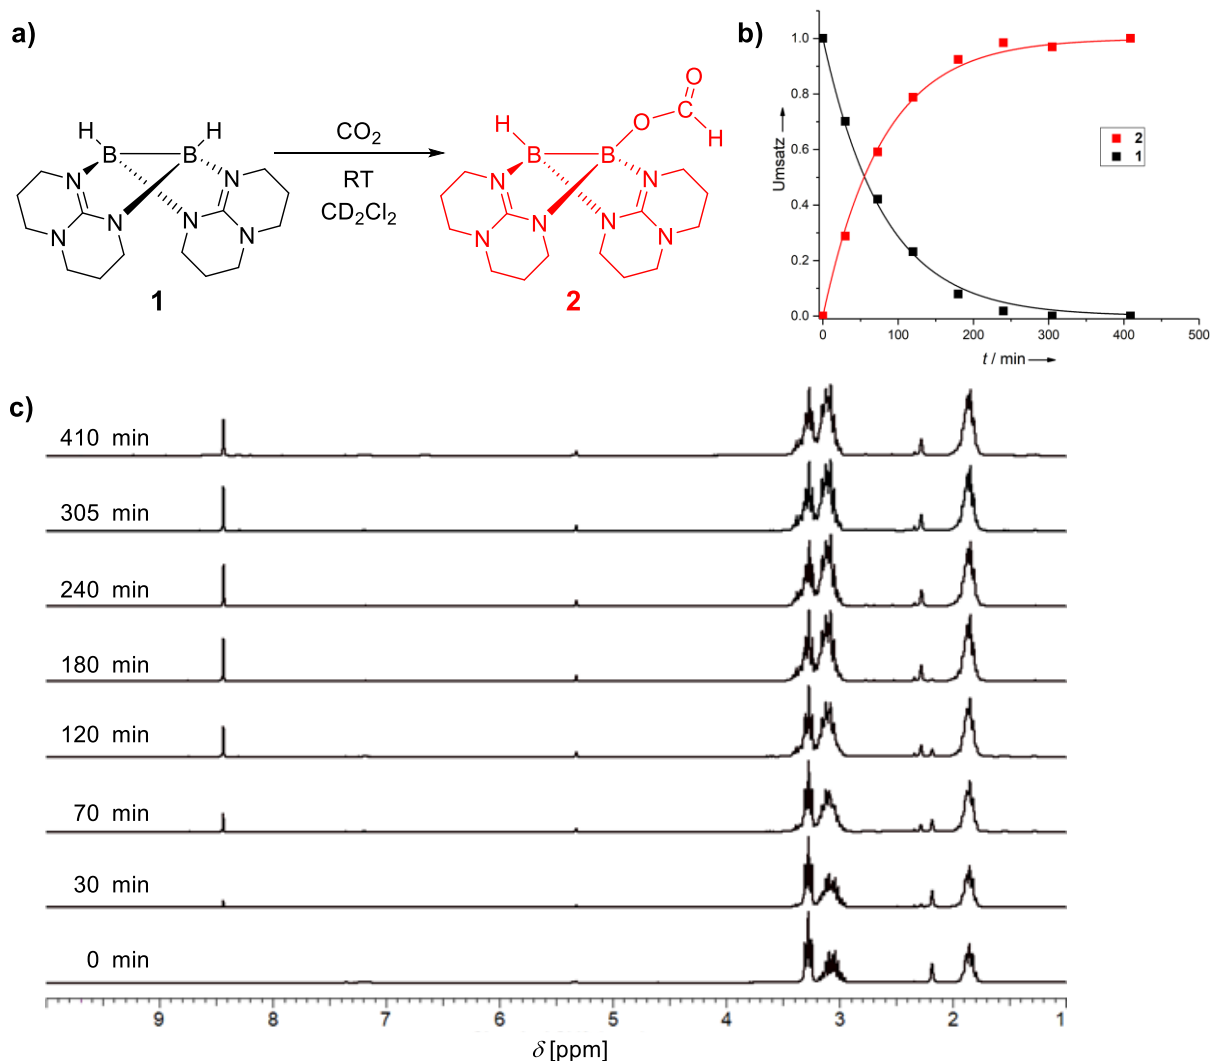 a)
H
H
B
B
N
N
N
N
N
N
1
CO2
RT
CD2Cl2
O
C
H
O
H
B
B
N
N
N
N
N
N
2
b)
Umsatz
1.0
0.8
0.6
0.4
0.2
0.0
0
100
200
300
400
500
t / min
2
1
c)
410 min
305 min
240 min
180 min
120 min
70 min
30 min
0 min
9 8 7 6 5 4 3 2 1
δ [ppm]